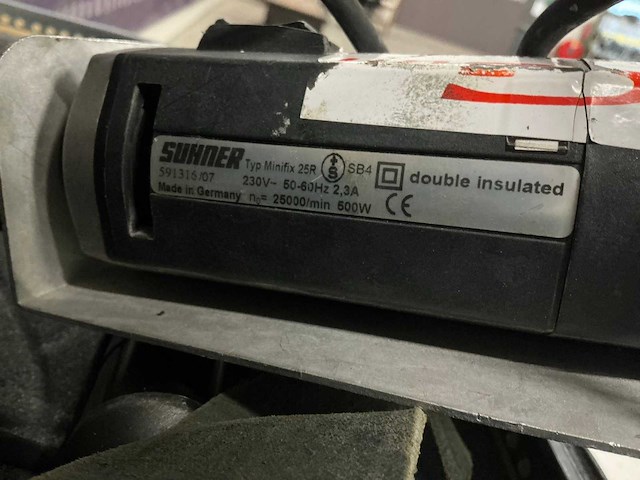 SUHNER Typ Minifix 25R S SB4 double insulated
591316/07 230V~ 50-60Hz 2,3A
Made in Germany n₀= 25000/min 500W CE